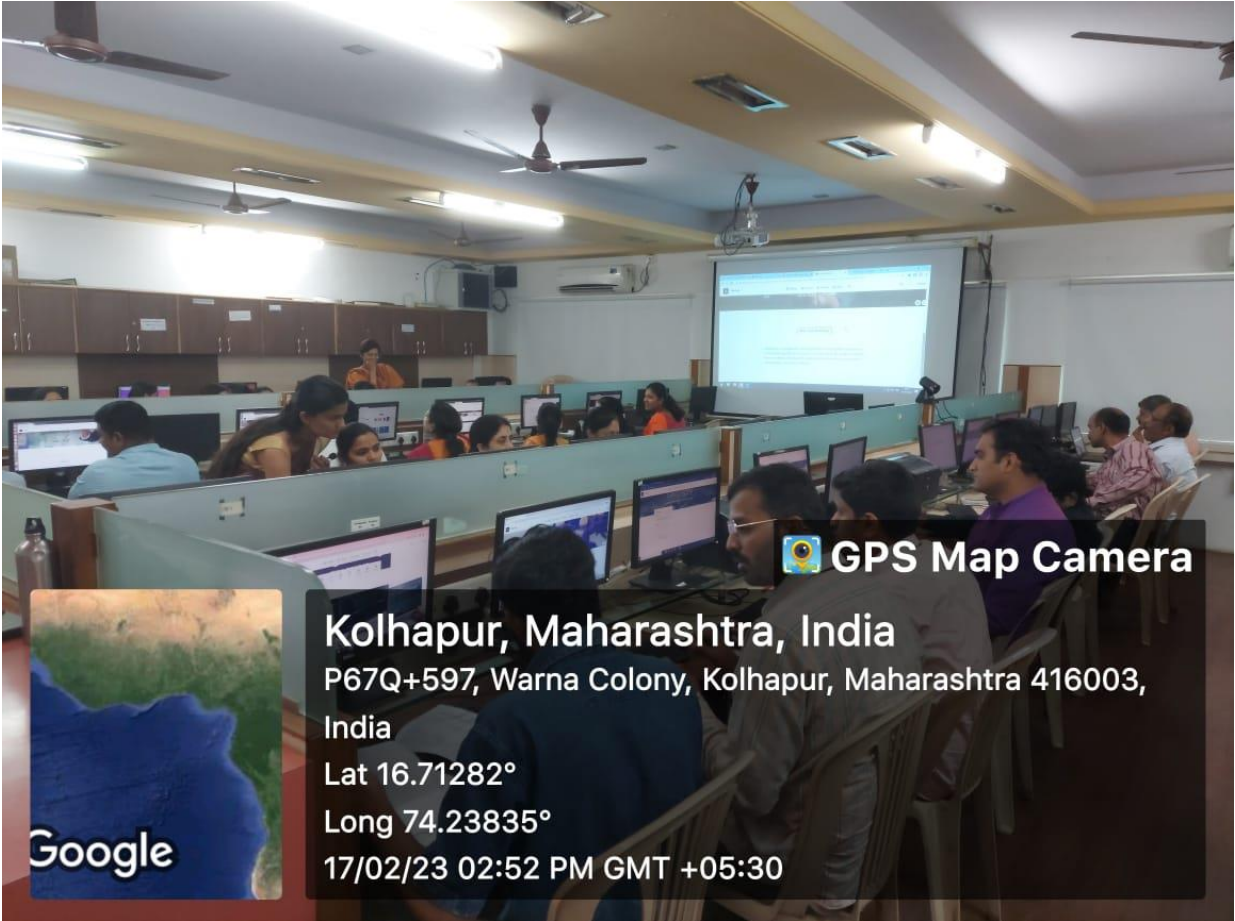 GPS Map Camera
Kolhapur, Maharashtra, India
P67Q+597, Warna Colony, Kolhapur, Maharashtra 416003,
India
Lat 16.71282°
Long 74.23835°
17/02/23 02:52 PM GMT +05:30
Google